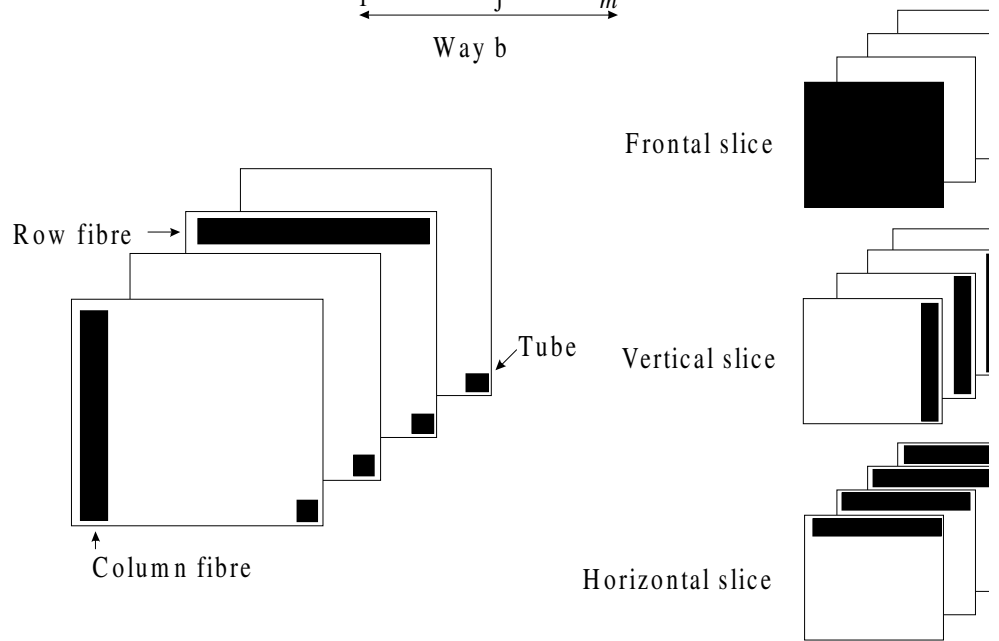 j m
Way b
Frontal slice
Row fibre
Tube
Vertical slice
Column fibre
Horizontal slice